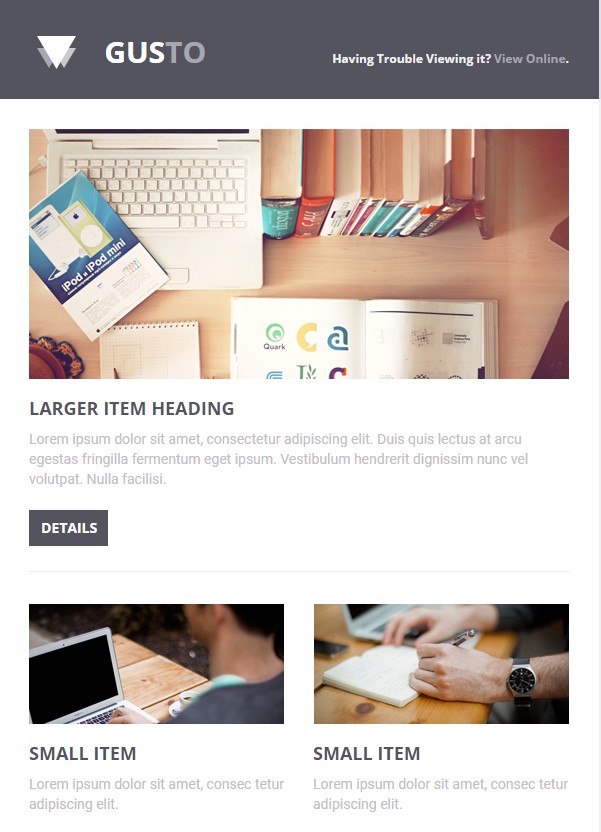 GUSTO
Having Trouble Viewing it? View Online.
iPod x iPod mini
Quark
LARGER ITEM HEADING
Lorem ipsum dolor sit amet, consectetur adipiscing elit. Duis quis lectus at arcu
egestas fringilla fermentum eget ipsum. Vestibulum hendrerit dignissim nunc vel
volutpat. Nulla facilisi.
DETAILS
SMALL ITEM
Lorem ipsum dolor sit amet, consec tetur
adipiscing elit.
SMALL ITEM
Lorem ipsum dolor sit amet, consec tetur
adipiscing elit.